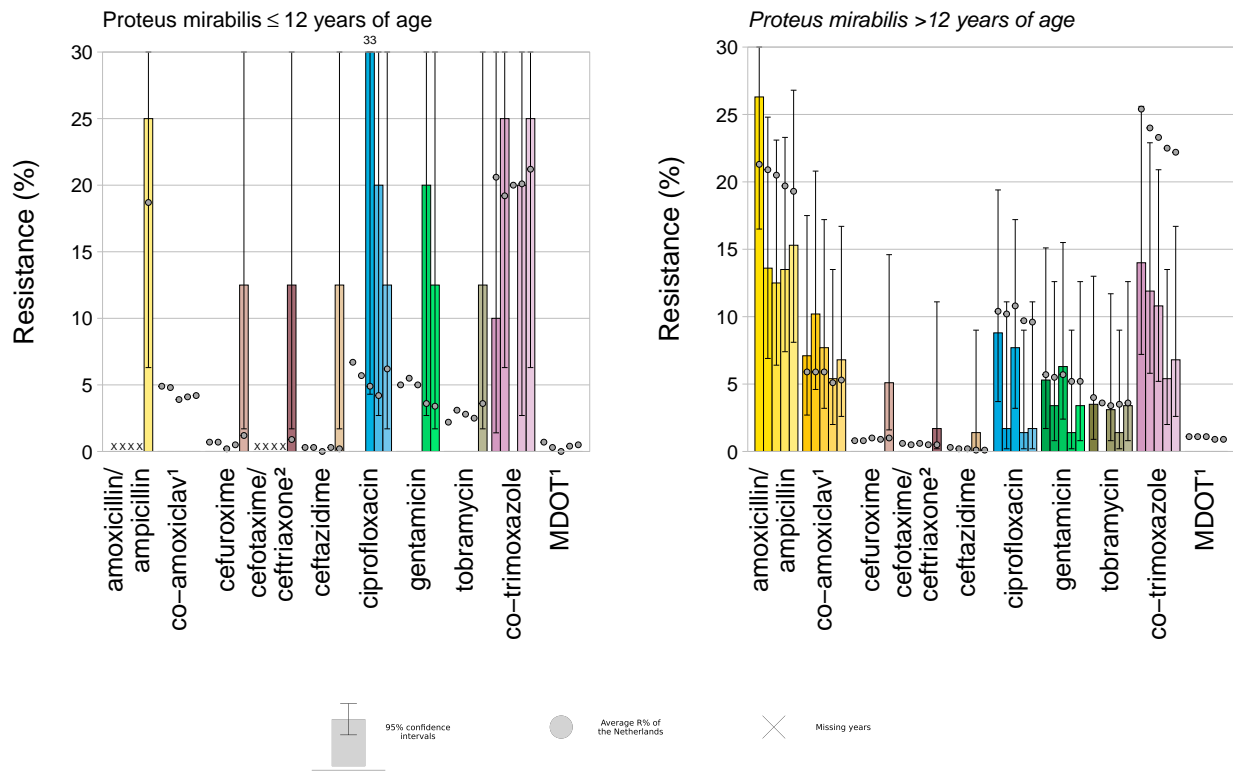 Proteus mirabilis ≤ 12 years of age
33
30
25
20
15
10
5
0
Resistance (%)
XXXX
XXXX
amoxicillin/
ampicillin
co−amoxiclav¹
cefuroxime
cefotaxime/
ceftriaxone²
ceftazidime
ciprofloxacin
gentamicin
tobramycin
co−trimoxazole
MDOT¹
Proteus mirabilis >12 years of age
30
25
20
15
10
5
0
Resistance (%)
amoxicillin/
ampicillin
co−amoxiclav¹
cefuroxime
cefotaxime/
ceftriaxone²
ceftazidime
ciprofloxacin
gentamicin
tobramycin
co−trimoxazole
MDOT¹
95% confidence
intervals
Average R% of
the Netherlands
Missing years